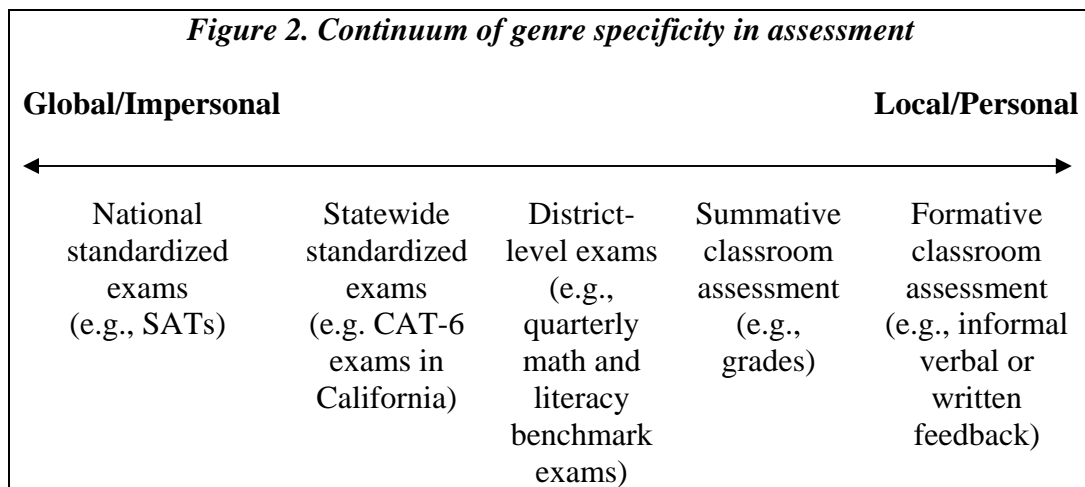 Figure 2. Continuum of genre specificity in assessment
Global/Impersonal
Local/Personal
National
standardized
exams
(e.g., SATs)
Statewide
standardized
exams
(e.g. CAT-6
exams in
California)
District-
level exams
(e.g.,
quarterly
math and
literacy
benchmark
exams)
Summative
classroom
assessment
(e.g.,
grades)
Formative
classroom
assessment
(e.g., informal
verbal or
written
feedback)